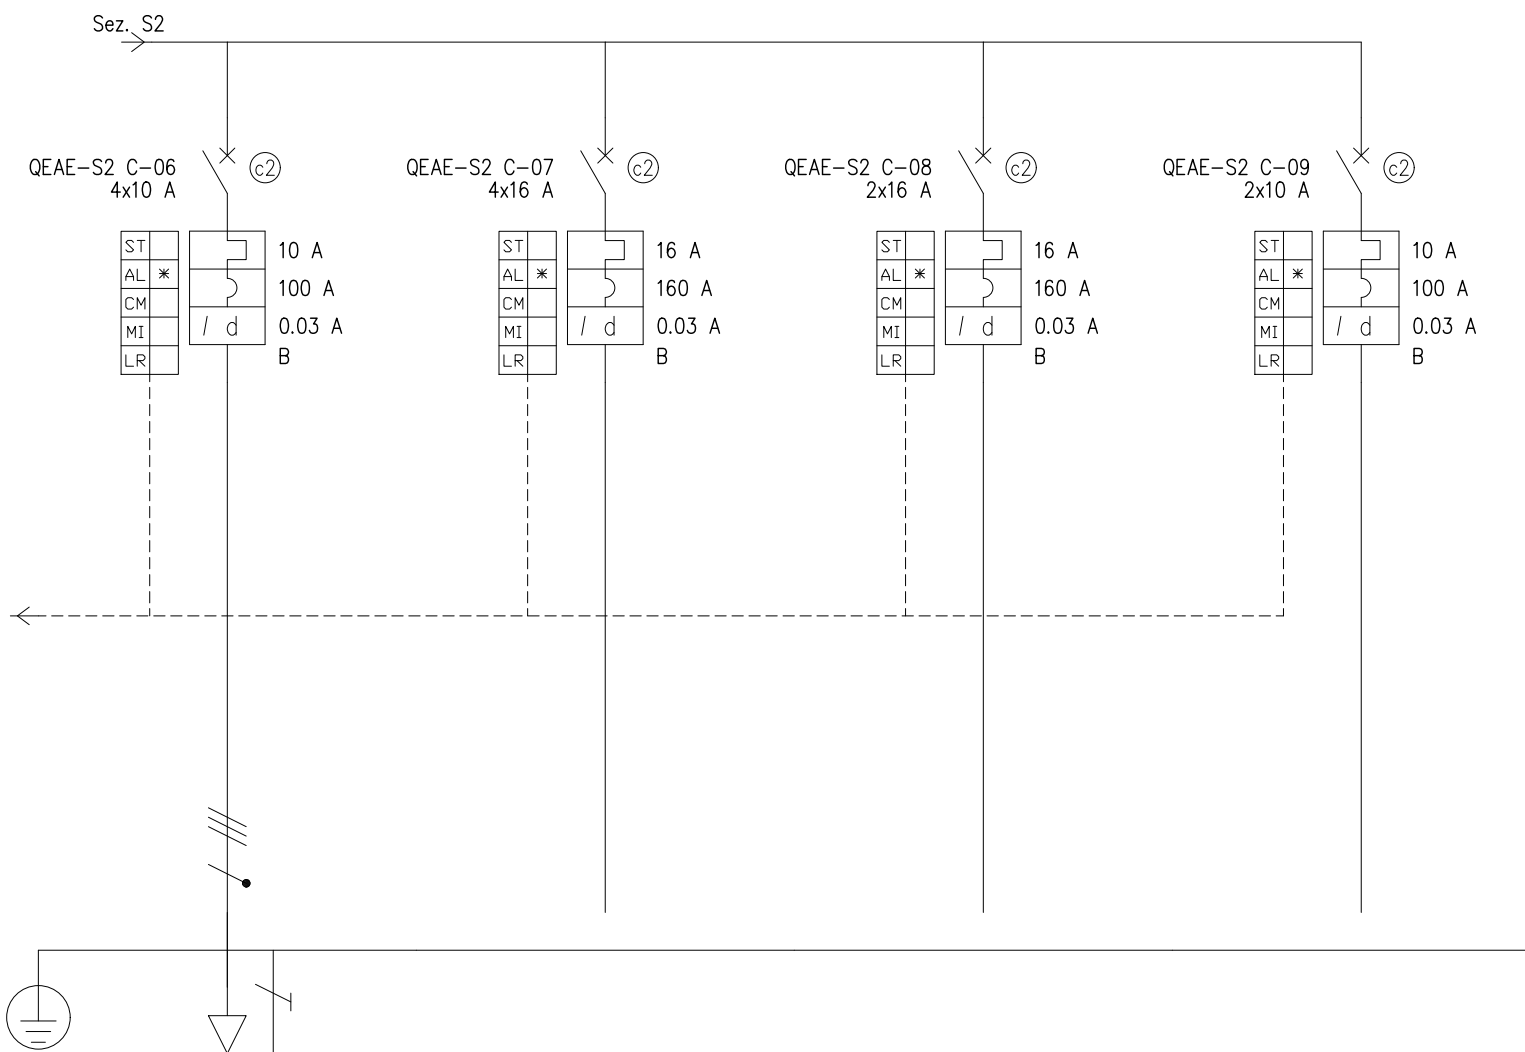 Sez. S2
QEAE-S2 C-06
4x10 A
c2
ST
AL *
CM
MI
LR
10 A
100 A
I d
0.03 A
B
QEAE-S2 C-07
4x16 A
c2
ST
AL *
CM
MI
LR
16 A
160 A
I d
0.03 A
B
QEAE-S2 C-08
2x16 A
c2
ST
AL *
CM
MI
LR
16 A
160 A
I d
0.03 A
B
QEAE-S2 C-09
2x10 A
c2
ST
AL *
CM
MI
LR
10 A
100 A
I d
0.03 A
B